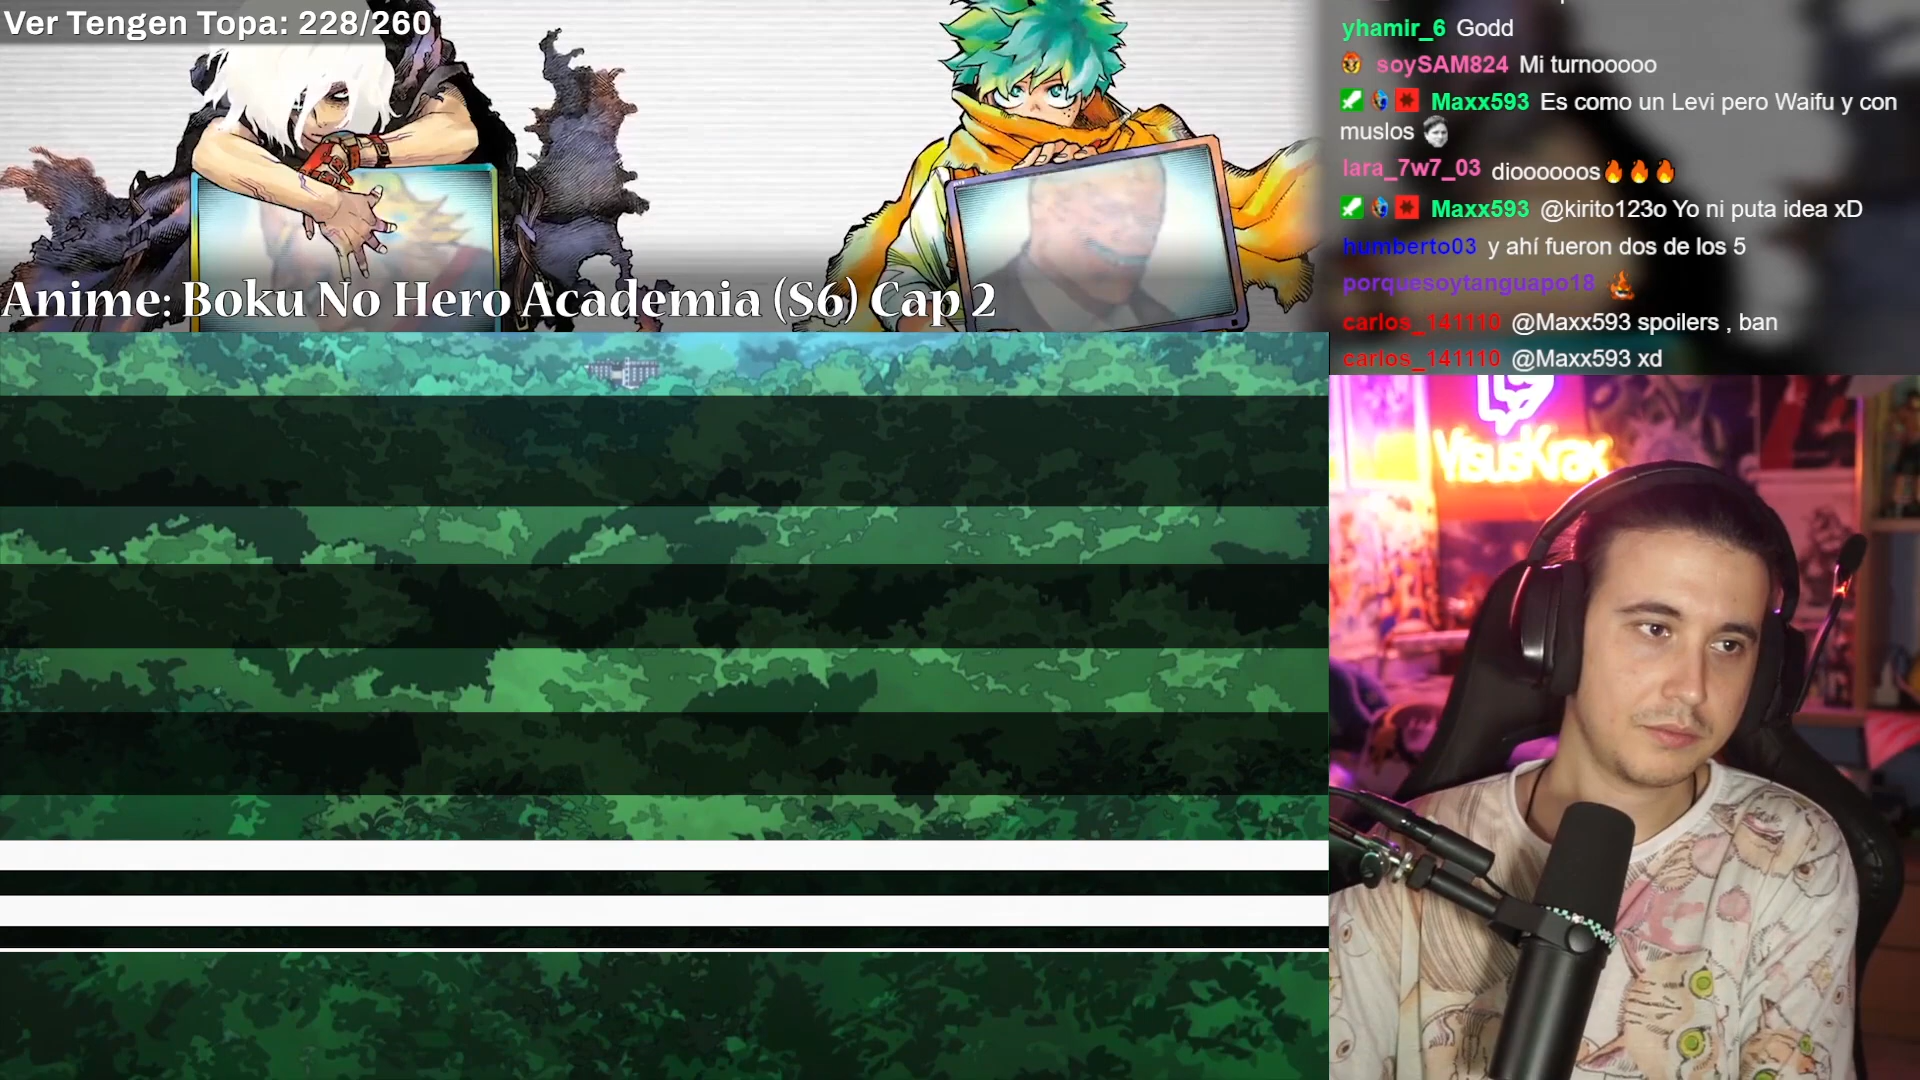 Ver Tengen Topa: 228/260
Anime: Boku No Hero Academia (S6) Cap 2
yhamir_6 Godd
soySAM824 Mi turnooooo
Maxx593 Es como un Levi pero Waifu y con
muslos
lara_7w7_03 dioooooos🔥🔥🔥
Maxx593 @kirito123o Yo ni puta idea xD
humberto03 y ahí fueron dos de los 5
porquesoytanguapo18
carlos_141110 @Maxx593 spoilers , ban
carlos_141110 @Maxx593 xd
VisusKrax